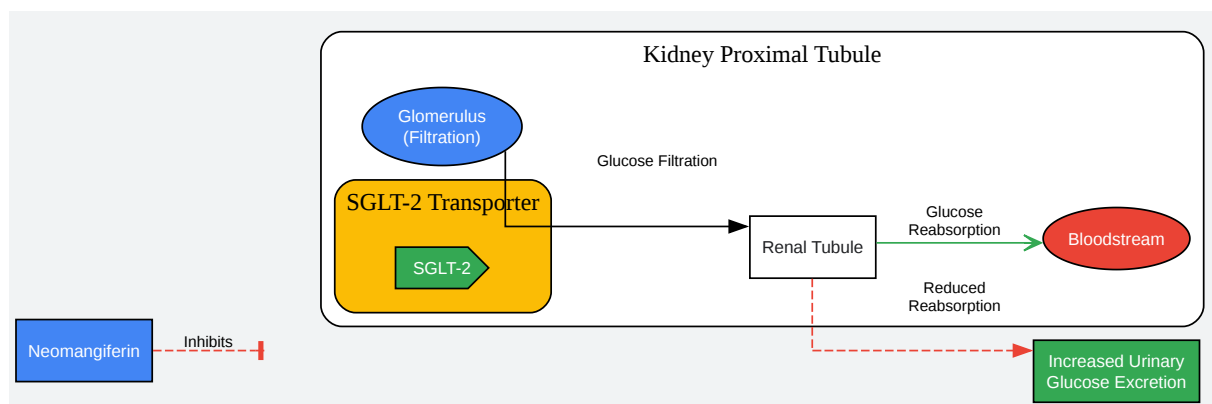 Kidney Proximal Tubule
Glomerulus
(Filtration)
Glucose Filtration
SGLT-2 Transporter
SGLT-2
Renal Tubule
Glucose
Reabsorption
Bloodstream
Reduced
Reabsorption
Neomangiferin
Inhibits
Increased Urinary
Glucose Excretion